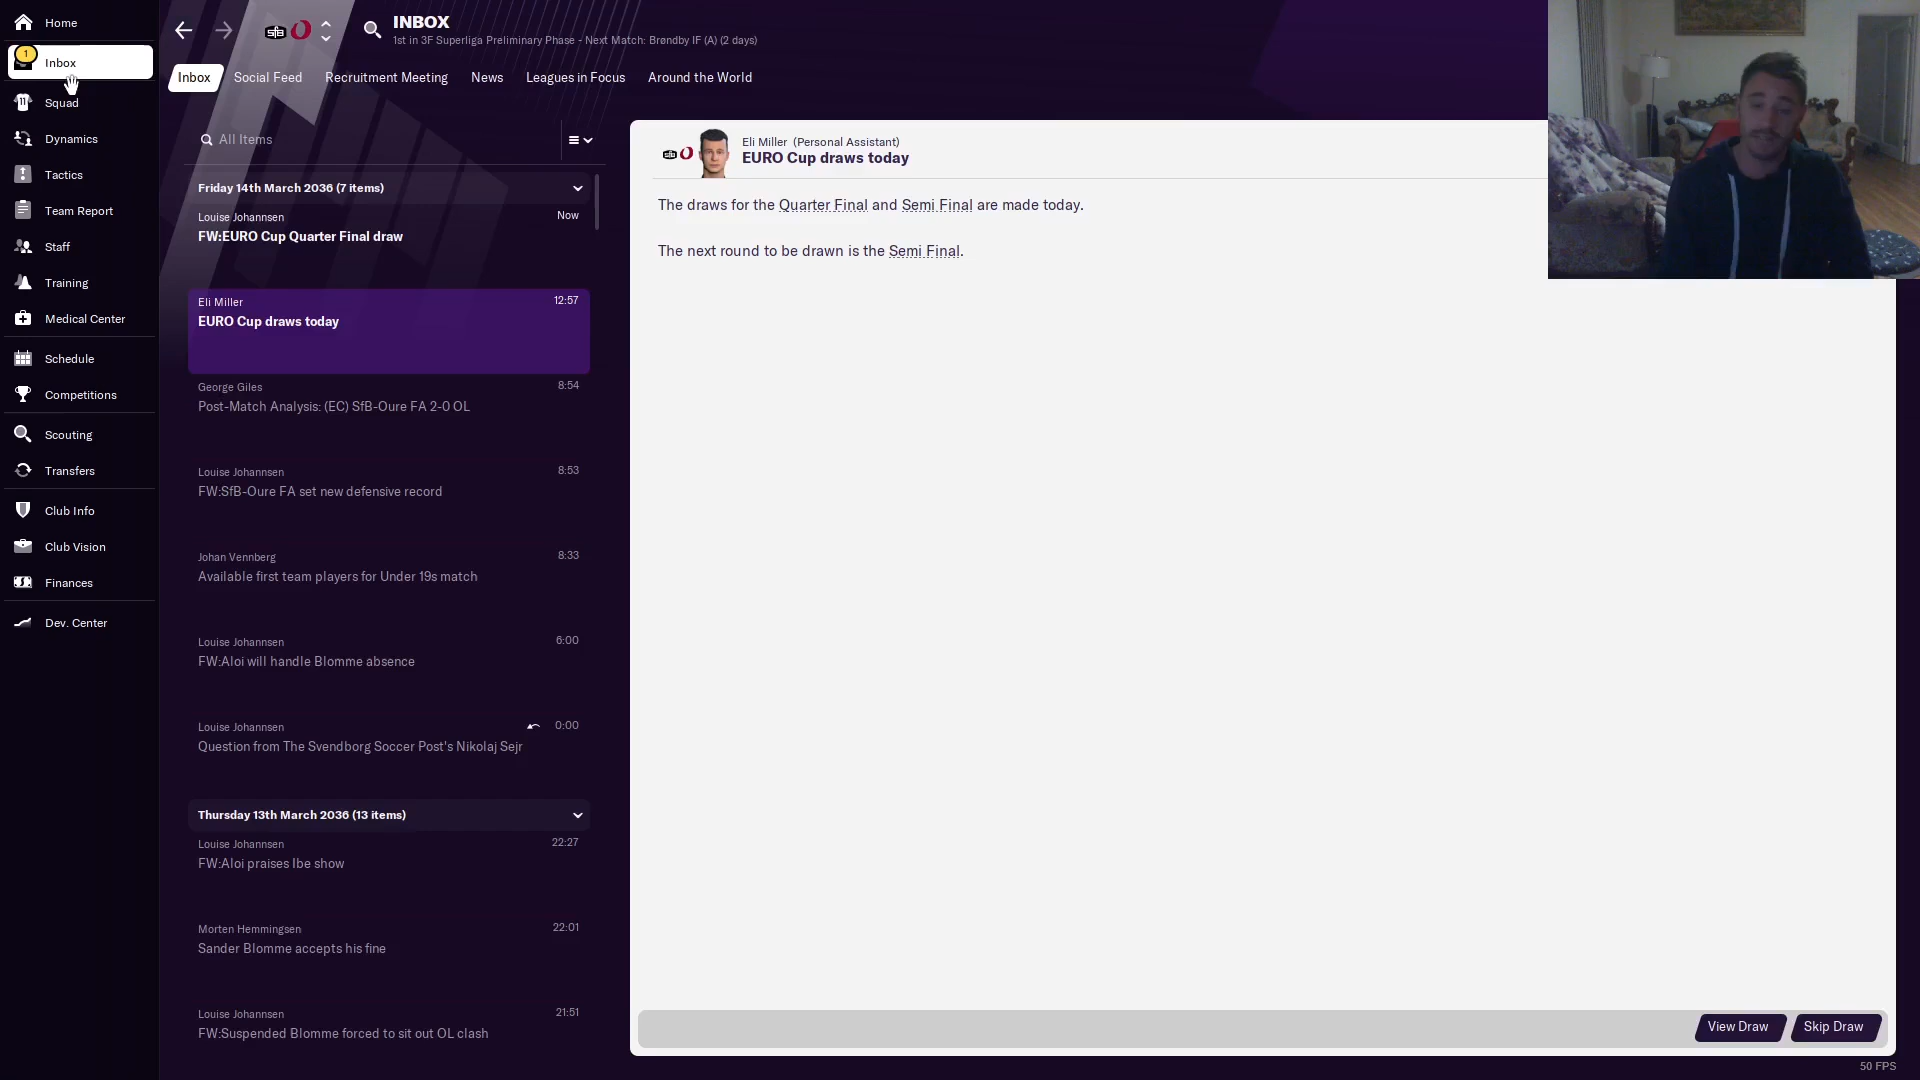 Home
1
Inbox
Squad
Dynamics
Tactics
Team Report
Staff
Training
Medical Center
Schedule
Competitions
Scouting
Transfers
Club Info
Club Vision
Finances
Dev. Center
INBOX
1st in 3F Superliga Preliminary Phase - Next Match: Brøndby IF (A) (2 days)
Inbox Social Feed Recruitment Meeting News Leagues in Focus Around the World
All Items
Friday 14th March 2036 (7 items)
Louise Johannsen Now
FW:EURO Cup Quarter Final draw
Eli Miller 12:57
EURO Cup draws today
George Giles 8:54
Post-Match Analysis: (EC) SfB-Oure FA 2-0 OL
Louise Johannsen 8:53
FW:SfB-Oure FA set new defensive record
Johan Vennberg 8:33
Available first team players for Under 19s match
Louise Johannsen 6:00
FW:Aloi will handle Blomme absence
Louise Johannsen 0:00
Question from The Svendborg Soccer Post's Nikolaj Sejr
Thursday 13th March 2036 (13 items)
Louise Johannsen 22:27
FW:Aloi praises Ibe show
Morten Hemmingsen 22:01
Sander Blomme accepts his fine
Louise Johannsen 21:51
FW:Suspended Blomme forced to sit out OL clash
Eli Miller (Personal Assistant)
EURO Cup draws today
The draws for the Quarter Final and Semi Final are made today.
The next round to be drawn is the Semi Final.
View Draw Skip Draw
50 FPS